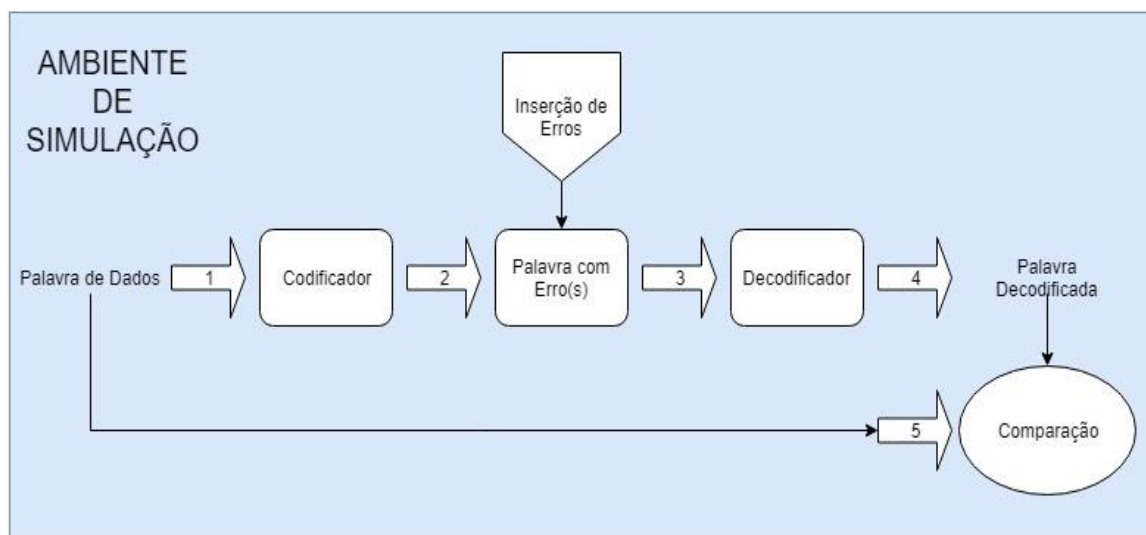 AMBIENTE
DE
SIMULAÇÃO
Inserção de
Erros
Palavra de Dados
1
Codificador
2
Palavra com
Erro(s)
3
Decodificador
4
Palavra
Decodificada
5
Comparação